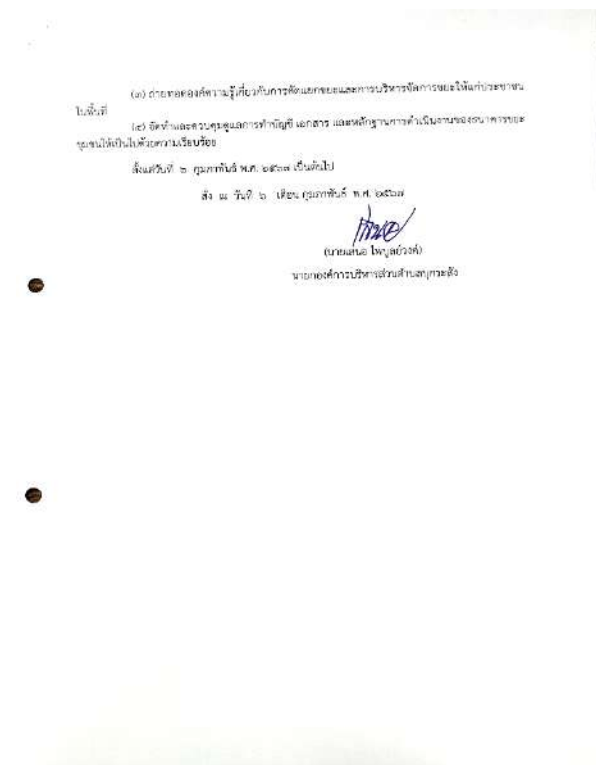 (๓) ถ่ายทอดองค์ความรู้เกี่ยวกับการคัดแยกขยะและการบริหารจัดการขยะให้แก่ประชาชน
ในพื้นที่
(๔) จัดทำและควบคุมดูแลการทำบัญชี เอกสาร และหลักฐานการดำเนินงานของธนาคารขยะ
ชุมชนให้เป็นไปด้วยความเรียบร้อย
ตั้งแต่วันที่ ๖ กุมภาพันธ์ พ.ศ. ๒๕๖๗ เป็นต้นไป
สั่ง ณ วันที่ ๖ เดือน กุมภาพันธ์ พ.ศ. ๒๕๖๗
(นายเสนอ ไพบูลย์วงค์)
นายกองค์การบริหารส่วนตำบลบุกระสัง